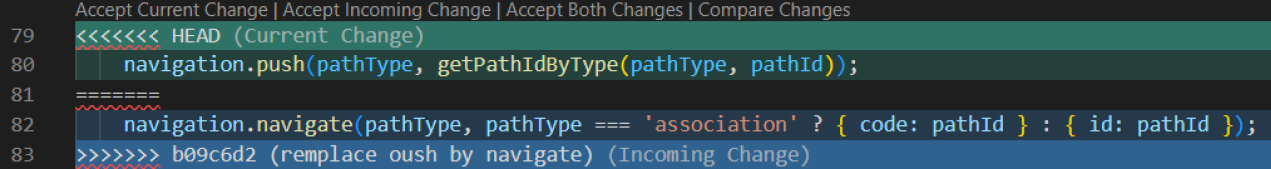 Accept Current Change | Accept Incoming Change | Accept Both Changes | Compare Changes
79 <<<<<<< HEAD (Current Change)
80 navigation.push(pathType, getPathIdByType(pathType, pathId));
81 =======
82 navigation.navigate(pathType, pathType === 'association' ? { code: pathId } : { id: pathId });
83 >>>>>>> b09c6d2 (remplace oush by navigate) (Incoming Change)